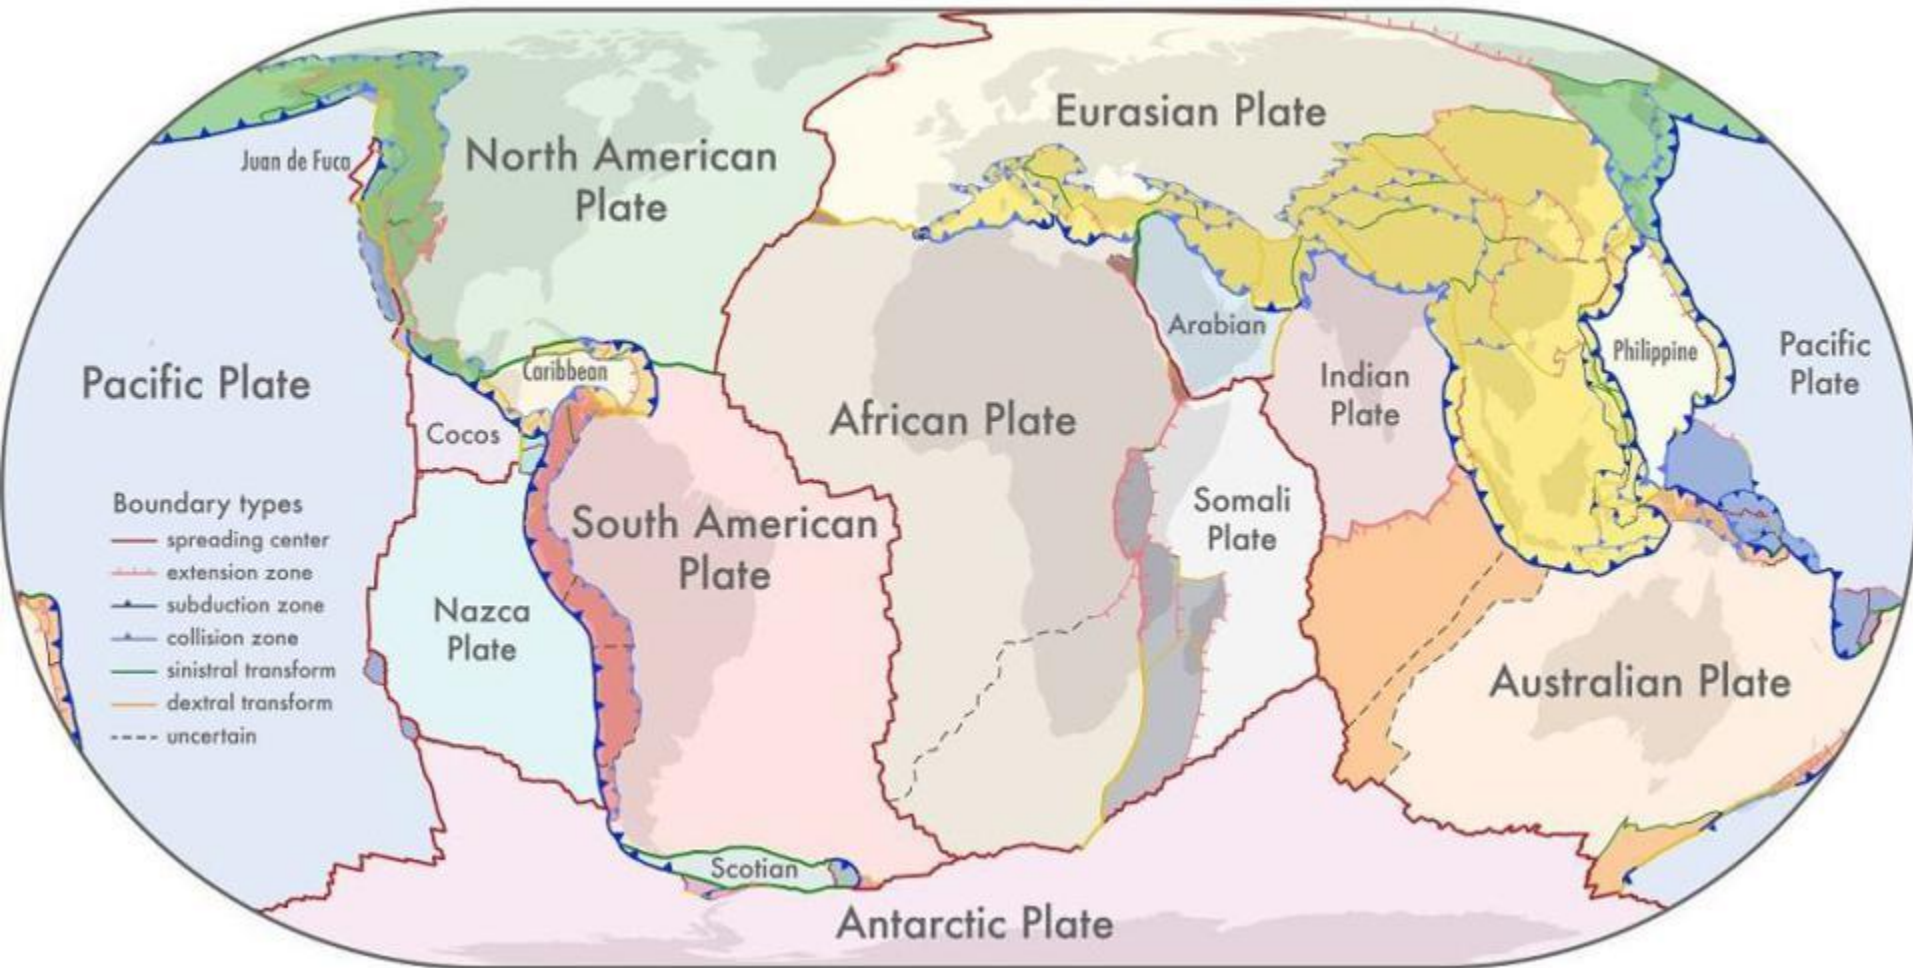 Juan de Fuca
North American
Plate
Eurasian Plate
Pacific Plate
Caribbean
Cocos
African Plate
Arabian
Indian
Plate
Philippine
Pacific
Plate
South American
Plate
Somali
Plate
Nazca
Plate
Australian Plate
Scotian
Antarctic Plate
Boundary types
spreading center
extension zone
subduction zone
collision zone
sinistral transform
dextral transform
uncertain